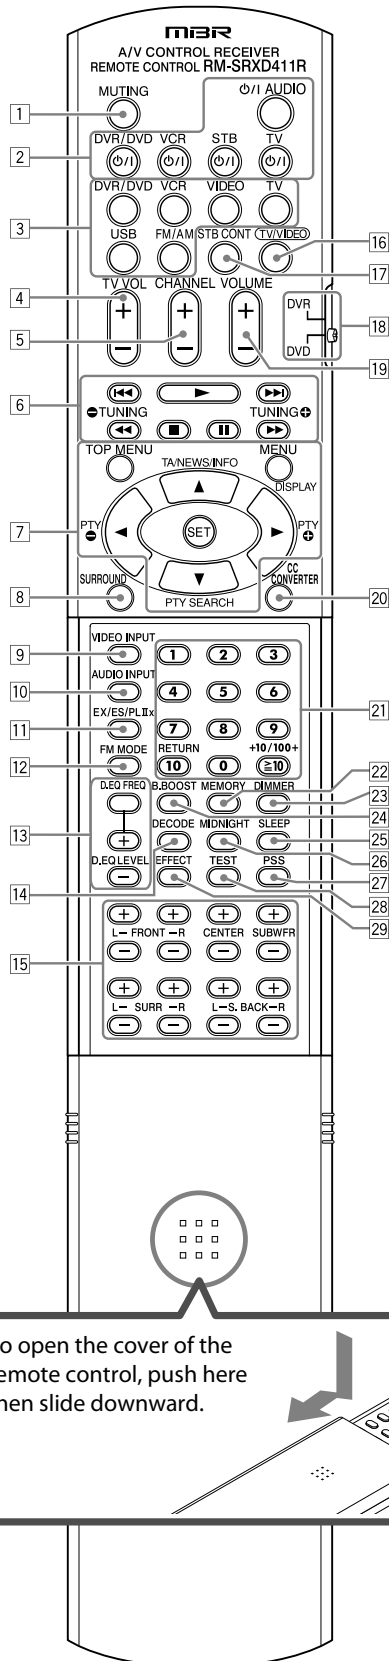 mBR
A/V CONTROL RECEIVER
REMOTE CONTROL RM-SRXD411R
MUTING
⏻/I AUDIO
1
DVR/DVD VCR STB TV
2
⏻/I ⏻/I ⏻/I ⏻/I
DVR/DVD VCR VIDEO TV
3
USB FM/AM STB CONT TV/VIDEO
16
17
TV VOL CHANNEL VOLUME
4
+ + +
DVR
18
5
– – –
DVD
19
6
TUNING TUNING
TOP MENU TA/NEWS/INFO MENU
DISPLAY
7
PTY SET PTY
8
SURROUND CC CONVERTER
PTY SEARCH
20
9
VIDEO INPUT 1 2 3
10
AUDIO INPUT 4 5 6
21
11
EX/ES/PLIIx 7 8 9
12
FM MODE RETURN +10/100+
10 0 ≧10
22
D.EQ FREQ B.BOOST MEMORY DIMMER
23
13
24
+ DECODE MIDNIGHT SLEEP
25
14
26
D.EQ LEVEL EFFECT TEST PSS
27
–
28
29
+ + + +
15
L– FRONT –R CENTER SUBWFR
– – – –
+ + + +
L– SURR –R L–S. BACK–R
– – – –
o open the cover of the
emote control, push here
hen slide downward.